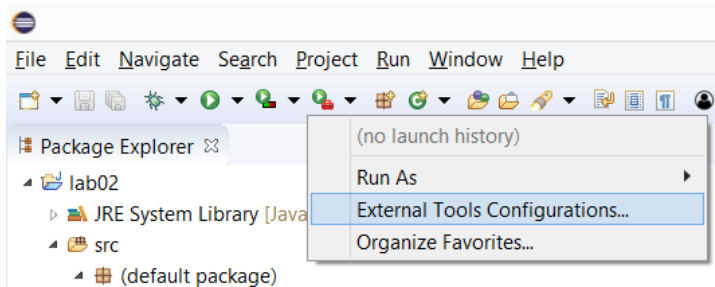 File Edit Navigate Search Project Run Window Help
Package Explorer
(no launch history)
lab02
Run As
JRE System Library [Java
External Tools Configurations...
src
Organize Favorites...
(default package)